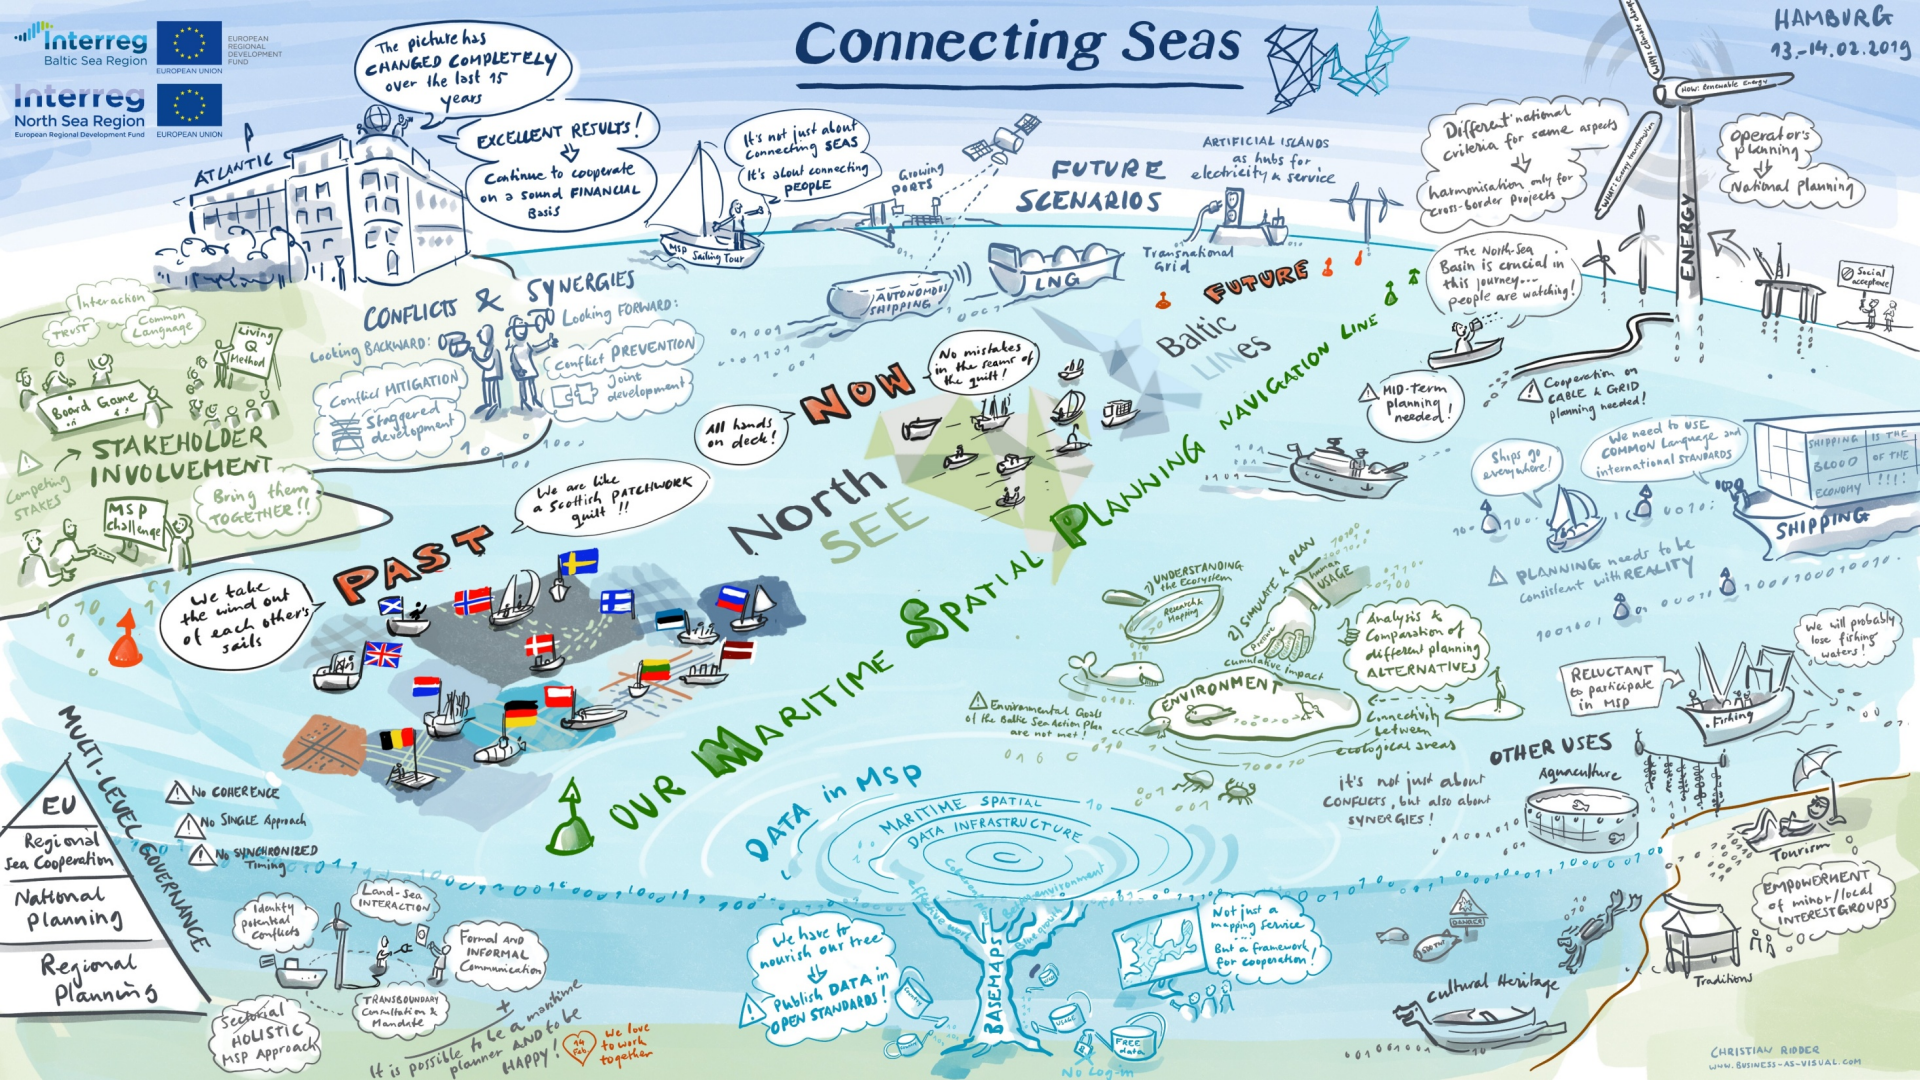 Interreg
Baltic Sea Region
EUROPEAN UNION
EUROPEAN
REGIONAL
DEVELOPMENT
FUND
Interreg
North Sea Region
European Regional Development Fund
EUROPEAN UNION
Connecting Seas
HAMBURG
13.-14.02.2019
The picture has
CHANGED COMPLETELY
over the last 15
years
EXCELLENT RESULTS!
Continue to cooperate
on a sound FINANCIAL
Basis
ATLANTIC
It's not just about
connecting SEAS
It's about connecting
PEOPLE
MSP Sailing Tour
Growing
PORTS
FUTURE
SCENARIOS
ARTIFICIAL ISLANDS
as hubs for
electricity & service
Transnational
Grid
AUTONOMOUS
SHIPPING
LNG
FUTURE
Baltic
LINes
Different national
criteria for same aspects
harmonisation only for
cross-border projects
HOW: Renewable Energy
WHAT: Energy transformation
ENERGY
operator's
planning
National planning
The North-Sea
Basin is crucial in
this journey...
people are watching!
Social
acceptance
MID-term
planning
needed!
Cooperation on
CABLE & GRID
planning needed!
Interaction
TRUST
Common
Language
Living
Q
Method
Board Game
STAKEHOLDER
INVOLVEMENT
Competing
STAKES
MSP
challenge
Bring them
TOGETHER!!
CONFLICTS & SYNERGIES
Looking BACKWARD:
Conflict MITIGATION
Staggered
development
Looking FORWARD:
Conflict PREVENTION
Joint
development
NOW
All hands
on deck!
No mistakes
in the seams of
the quilt!
North
SEE
PAST
We are like
a Scottish PATCHWORK
quilt!!
We take
the wind out
of each other's
sails
OUR MARITIME SPATIAL PLANNING NAVIGATION LINE
Ships go
everywhere!
We need to USE
COMMON Language and
international STANDARDS
SHIPPING IS THE
BLOOD OF THE
ECONOMY !!!!
SHIPPING
PLANNING needs to be
consistent with REALITY
1) UNDERSTANDING
the Ecosystem
Research &
Mapping
2) SIMULATE & PLAN
human
USAGE
Pressure
Cumulative impact
Analysis &
Comparation of
different planning
ALTERNATIVES
ENVIRONMENT
Environmental Goals
of the Baltic Sea Action Plan
are not met!
Connectivity
between
ecological areas
We will probably
lose fishing
waters!
RELUCTANT
to participate
in MSP
Fishing
OTHER USES
Aquaculture
it's not just about
CONFLICTS, but also about
SYNERGIES!
Tourism
EMPOWERMENT
of minor/local
INTEREST GROUPS
Traditions
DANGER
Cultural Heritage
MULTI-LEVEL GOVERNANCE
EU
Regional
Sea Cooperation
National
Planning
Regional
Planning
No COHERENCE
No SINGLE Approach
No SYNCHRONIZED
Timing
Identify
potential
Conflicts
Land-Sea
INTERACTION
Formal AND
INFORMAL
Communication
TRANSBOUNDARY
Consultation &
Mandate
Sectorial
HOLISTIC
MSP Approach
It is possible to be a maritime
planner AND to be
HAPPY!
14
Feb.
We love
to work
together
DATA in MSP
MARITIME SPATIAL
DATA INFRASTRUCTURE
We have to
nourish our tree
Publish DATA in
OPEN STANDARDS!
BASEMAPS
Country
USAGE
FREE
data
No Log-in
Not just a
mapping service
...
But a framework
for cooperation!
CHRISTIAN RIDDER
WWW.BUSINESS-AS-VISUAL.COM